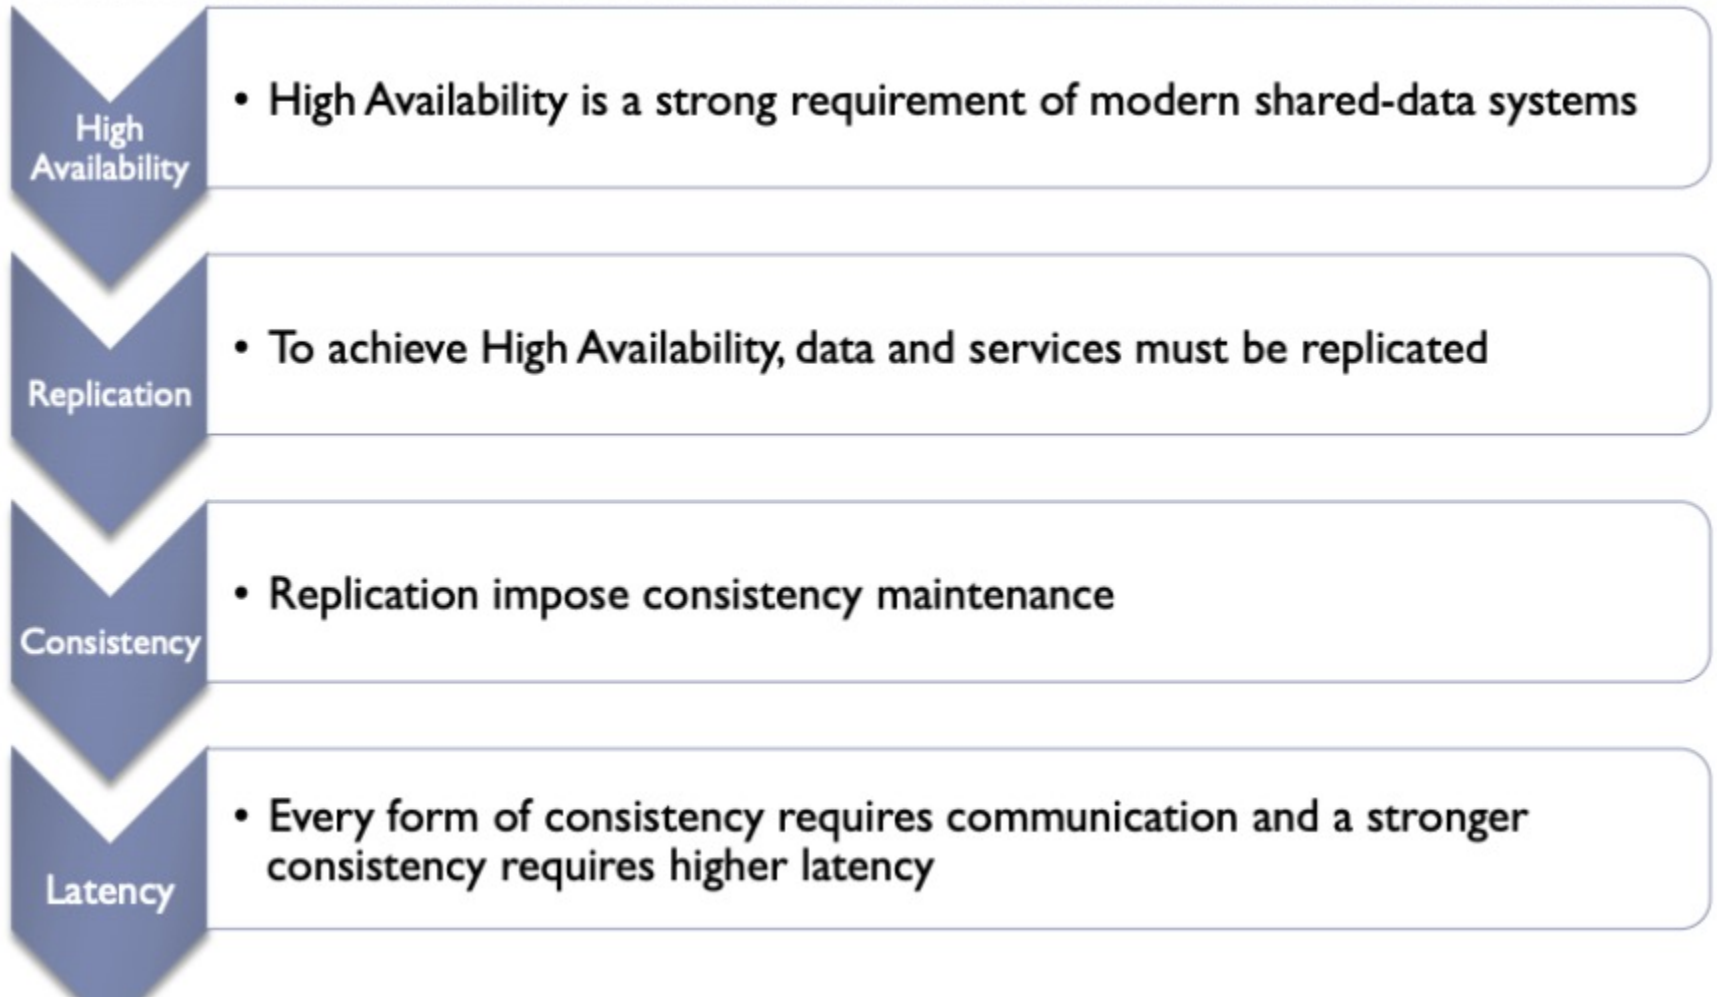 High
Availability
• High Availability is a strong requirement of modern shared-data systems
Replication
• To achieve High Availability, data and services must be replicated
Consistency
• Replication impose consistency maintenance
Latency
• Every form of consistency requires communication and a stronger
consistency requires higher latency